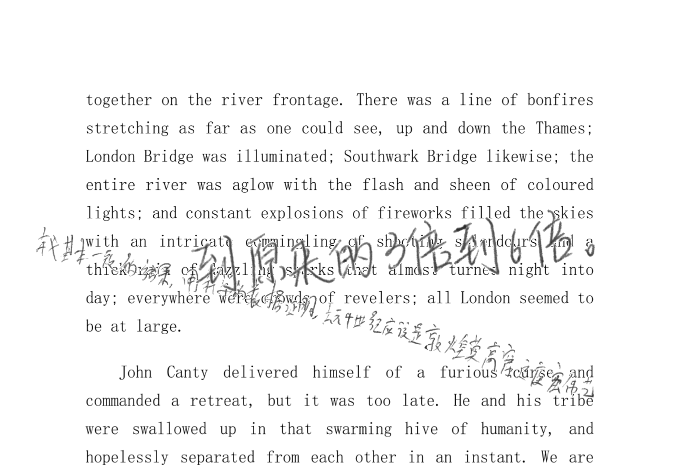 together on the river frontage. There was a line of bonfires
stretching as far as one could see, up and down the Thames;
London Bridge was illuminated; Southwark Bridge likewise; the
entire river was aglow with the flash and sheen of coloured
lights; and constant explosions of fireworks filled the skies
with an intricate commingling of shooting splendours and a
thick rain of dazzling sparks that almost turned night into
到原来的3倍到6倍。
day; everywhere were crowds of revelers; all London seemed to
be at large.
John Canty delivered himself of a furious curse and
commanded a retreat, but it was too late. He and his tribe
were swallowed up in that swarming hive of humanity, and
hopelessly separated from each other in an instant. We are